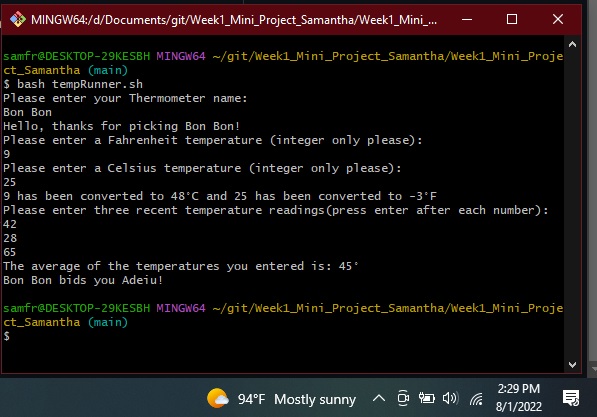 MINGW64:/d/Documents/git/Week1_Mini_Project_Samantha/Week1_Mini_...
samfr@DESKTOP-29KESBH MINGW64 ~/git/Week1_Mini_Project_Samantha/Week1_Mini_Proje
ct_Samantha (main)
$ bash tempRunner.sh
Please enter your Thermometer name:
Bon Bon
Hello, thanks for picking Bon Bon!
Please enter a Fahrenheit temperature (integer only please):
9
Please enter a Celsius temperature (integer only please):
25
9 has been converted to 48°C and 25 has been converted to -3°F
Please enter three recent temperature readings(press enter after each number):
42
28
65
The average of the temperatures you entered is: 45°
Bon Bon bids you Adeiu!
samfr@DESKTOP-29KESBH MINGW64 ~/git/Week1_Mini_Project_Samantha/Week1_Mini_Proje
ct_Samantha (main)
$
94°F Mostly sunny
2:29 PM
8/1/2022